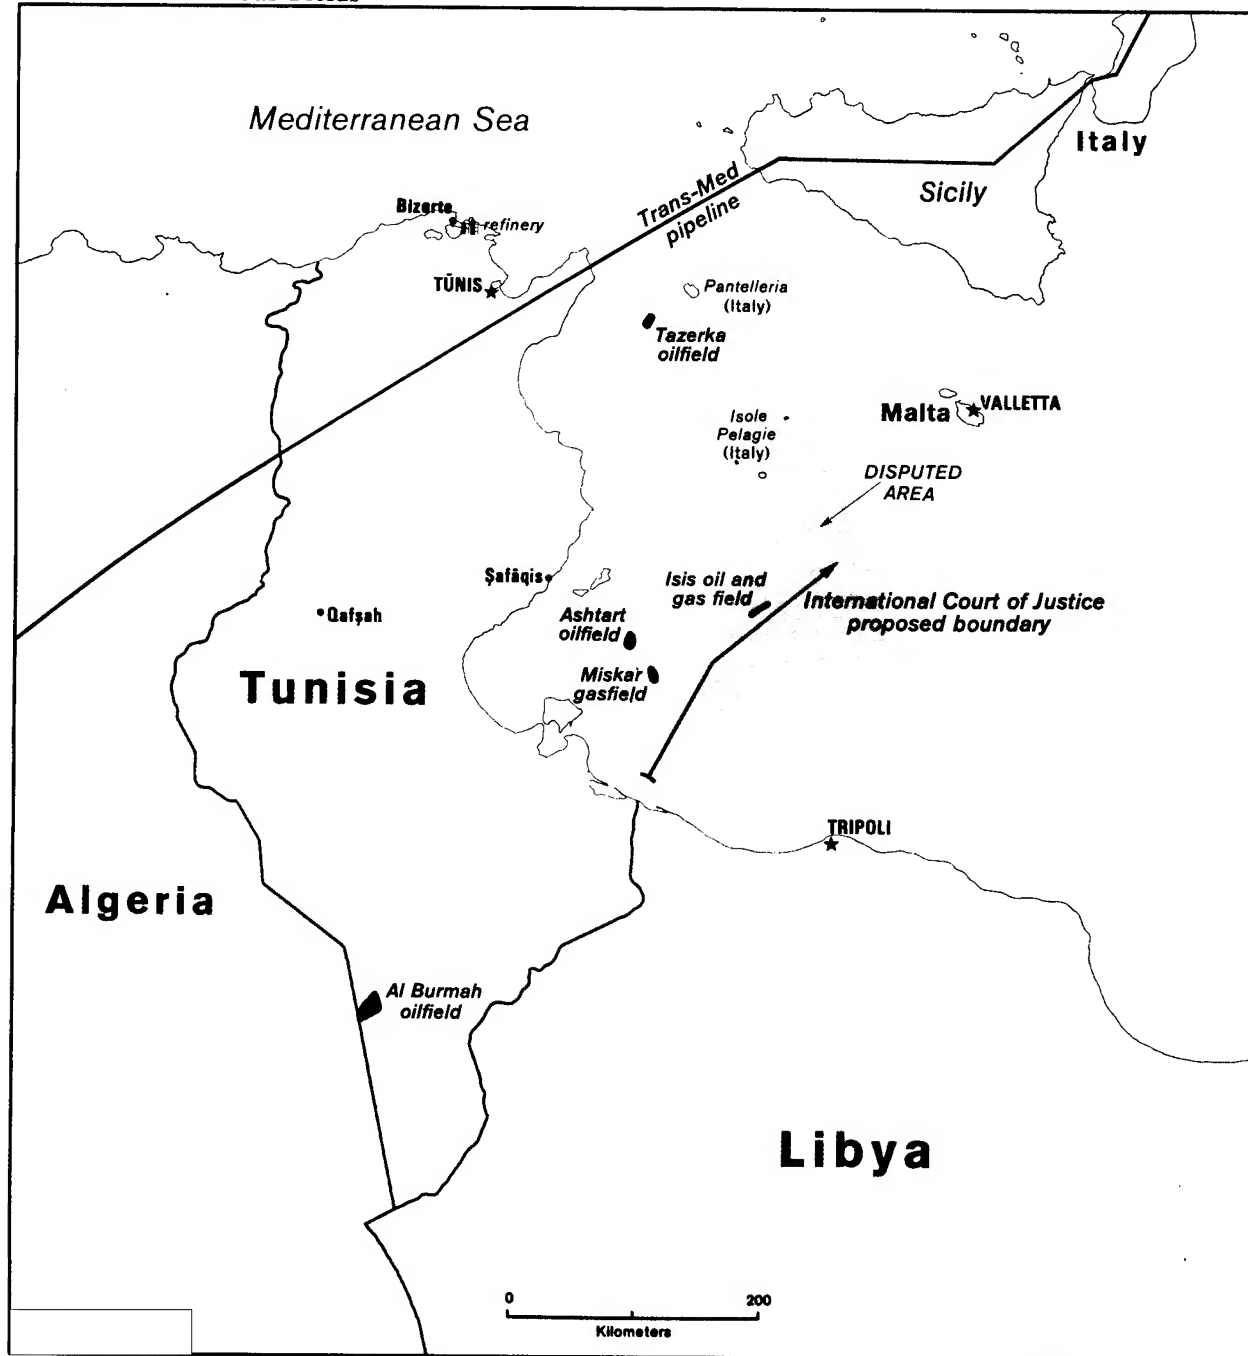 Mediterranean Sea
Italy
Sicily
Trans-Med
pipeline
Bizerte
refinery
TŪNIS
Pantelleria
(Italy)
Tazerka
oilfield
Malta
VALLETTA
Isole
Pelagie
(Italy)
DISPUTED
AREA
Şafāqis
Isis oil and
gas field
International Court of Justice
proposed boundary
Qafşah
Ashtart
oilfield
Miskar
gasfield
Tunisia
TRIPOLI
Algeria
Al Burmah
oilfield
Libya
0 200
Kilometers